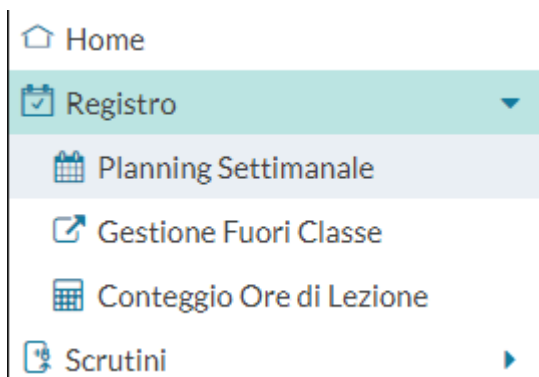 Home
Registro
Planning Settimanale
Gestione Fuori Classe
Conteggio Ore di Lezione
Scrutini